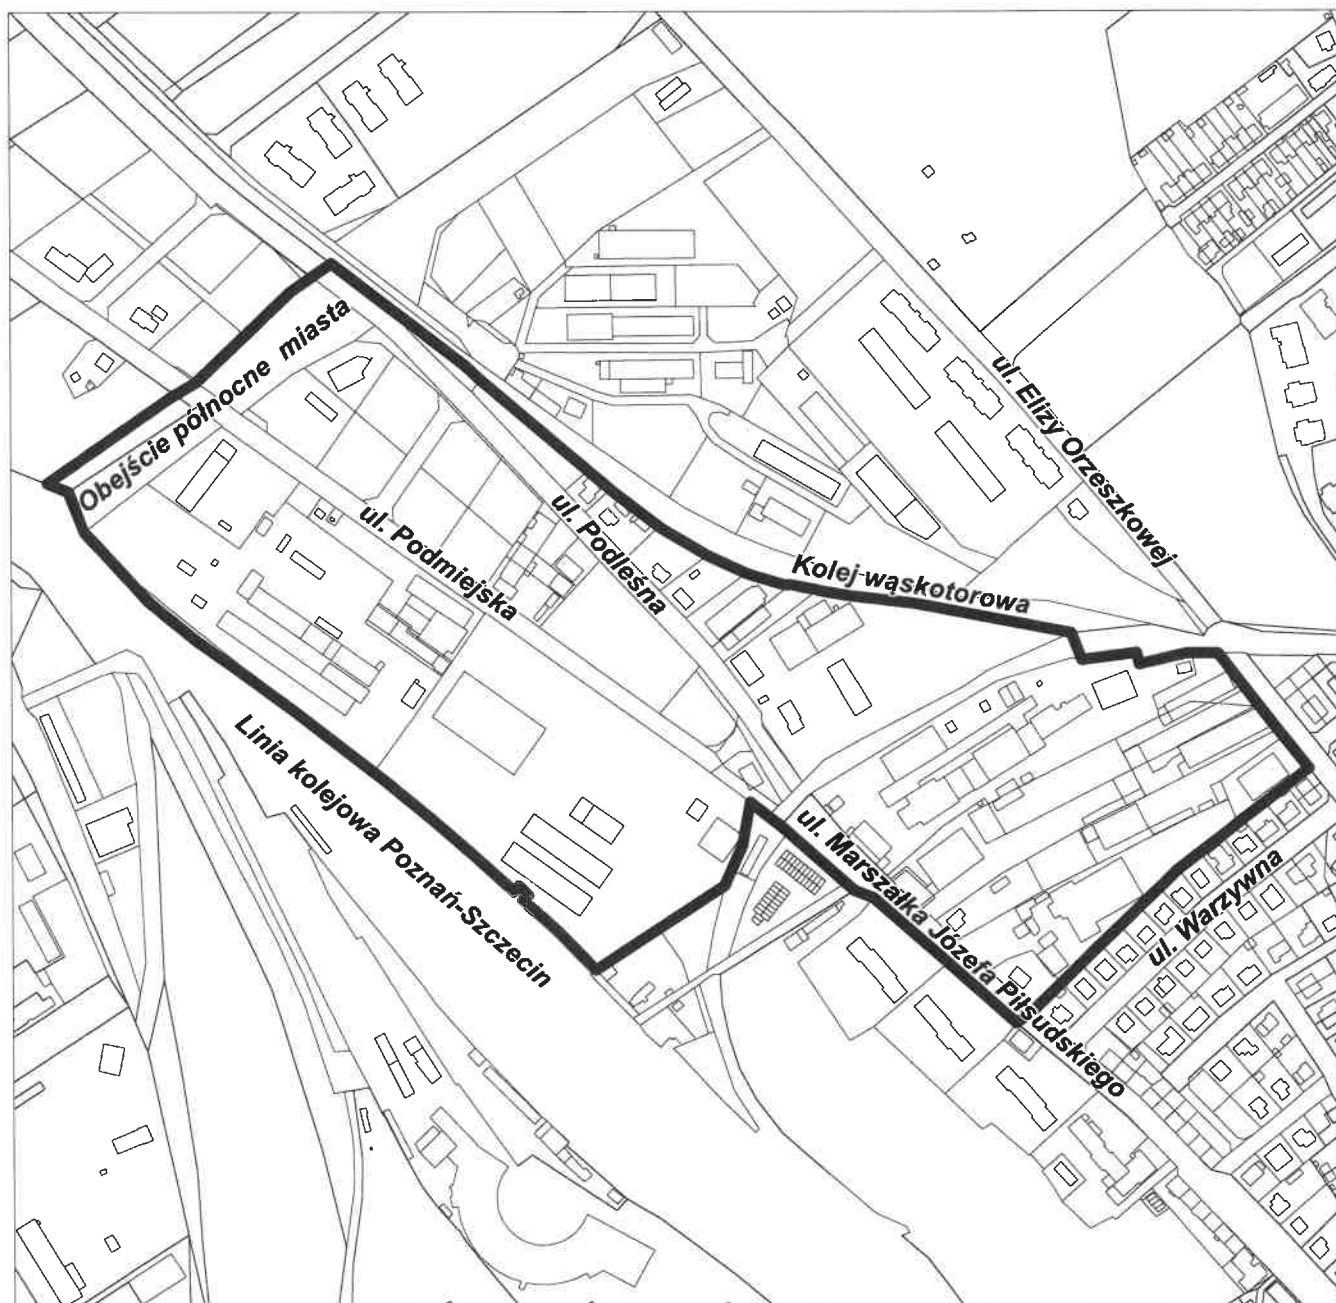 Obejście północne miasta
ul. Elizy Orzeszkowej
ul. Podmiejska
ul. Podleśna
Kolej wąskotorowa
Linia kolejowa Poznań-Szczecin
ul. Marszałka Józefa Piłsudskiego
ul. Warzywna